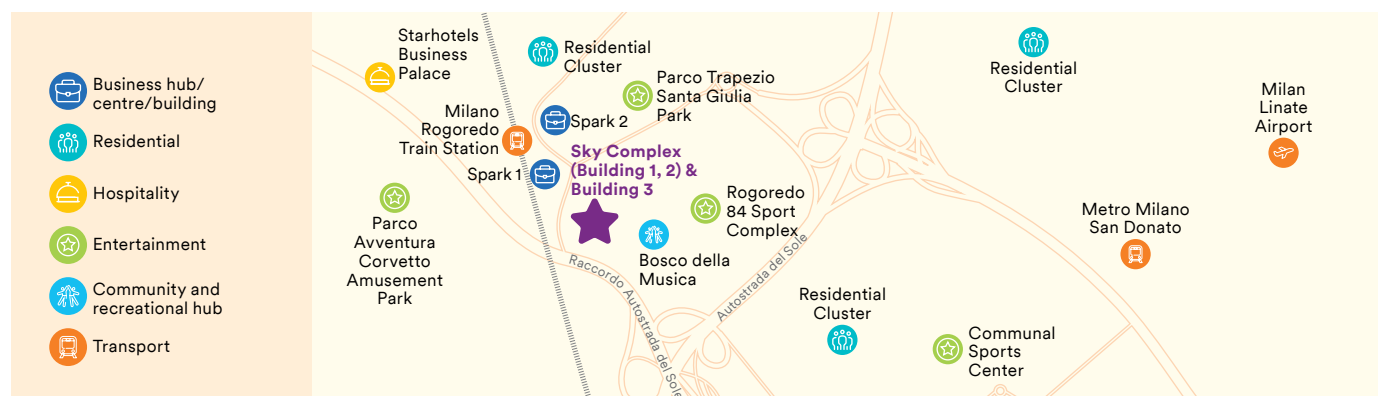 Business hub/
centre/building
Residential
Hospitality
Entertainment
Community and
recreational hub
Transport
Starhotels
Business
Palace
Residential
Cluster
Parco Trapezio
Santa Giulia
Park
Milano
Rogoredo
Train Station
Spark 2
Spark 1
Sky Complex
(Building 1, 2) &
Building 3
Parco
Avventura
Corvetto
Amusement
Park
Rogoredo
84 Sport
Complex
Bosco della
Musica
Raccordo Autostrada del Sole
Autostrada del Sole
Residential
Cluster
Milan
Linate
Airport
Metro Milano
San Donato
Residential
Cluster
Communal
Sports
Center